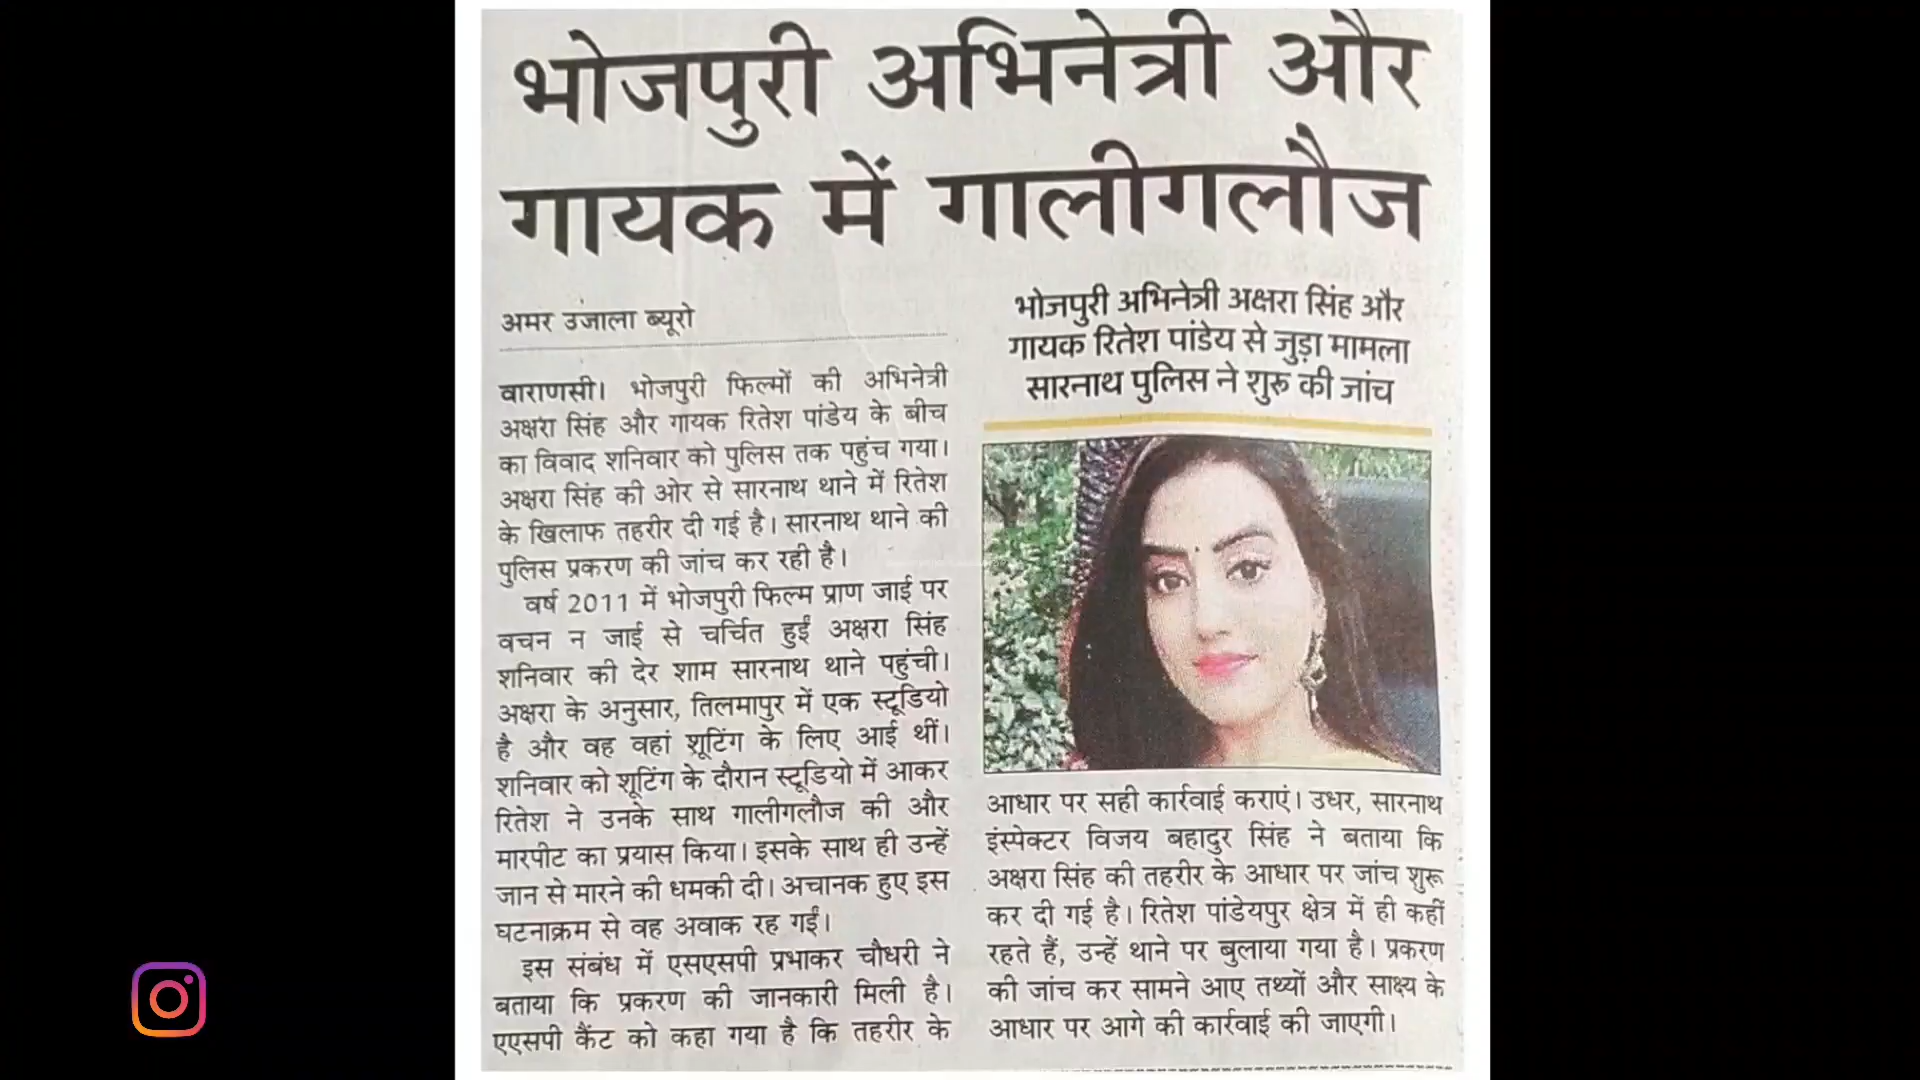 भोजपुरी अभिनेत्री और
गायक में गालीगलौज
अमर उजाला ब्यूरो
वाराणसी। भोजपुरी फिल्मों की अभिनेत्री
अक्षरा सिंह और गायक रितेश पांडेय के बीच
का विवाद शनिवार को पुलिस तक पहुंच गया।
अक्षरा सिंह की ओर से सारनाथ थाने में रितेश
के खिलाफ तहरीर दी गई है। सारनाथ थाने की
पुलिस प्रकरण की जांच कर रही है।
वर्ष 2011 में भोजपुरी फिल्म प्राण जाई पर
वचन न जाई से चर्चित हुईं अक्षरा सिंह
शनिवार की देर शाम सारनाथ थाने पहुंची।
अक्षरा के अनुसार, तिलमापुर में एक स्टूडियो
है और वह वहां शूटिंग के लिए आई थीं।
शनिवार को शूटिंग के दौरान स्टूडियो में आकर
रितेश ने उनके साथ गालीगलौज की और
मारपीट का प्रयास किया। इसके साथ ही उन्हें
जान से मारने की धमकी दी। अचानक हुए इस
घटनाक्रम से वह अवाक रह गईं।
इस संबंध में एसएसपी प्रभाकर चौधरी ने
बताया कि प्रकरण की जानकारी मिली है।
एएसपी कैंट को कहा गया है कि तहरीर के
भोजपुरी अभिनेत्री अक्षरा सिंह और
गायक रितेश पांडेय से जुड़ा मामला
सारनाथ पुलिस ने शुरू की जांच
आधार पर सही कार्रवाई कराएं। उधर, सारनाथ
इंस्पेक्टर विजय बहादुर सिंह ने बताया कि
अक्षरा सिंह की तहरीर के आधार पर जांच शुरू
कर दी गई है। रितेश पांडेयपुर क्षेत्र में ही कहीं
रहते हैं, उन्हें थाने पर बुलाया गया है। प्रकरण
की जांच कर सामने आए तथ्यों और साक्ष्य के
आधार पर आगे की कार्रवाई की जाएगी।